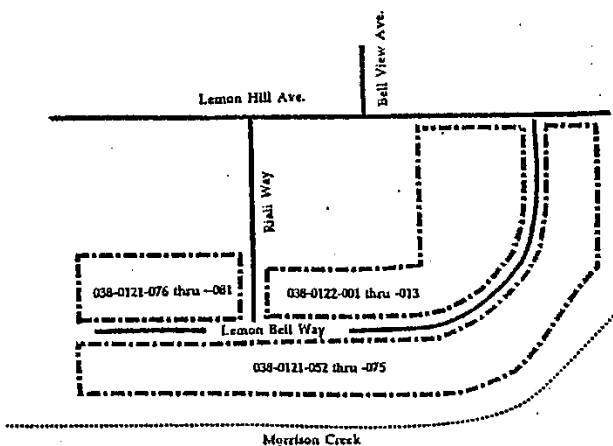 Bell View Ave.
Lemon Hill Ave.
Riali Way
038-0121-076 thru -081
038-0122-001 thru -013
Lemon Bell Way
038-0121-052 thru -075
Morrison Creek